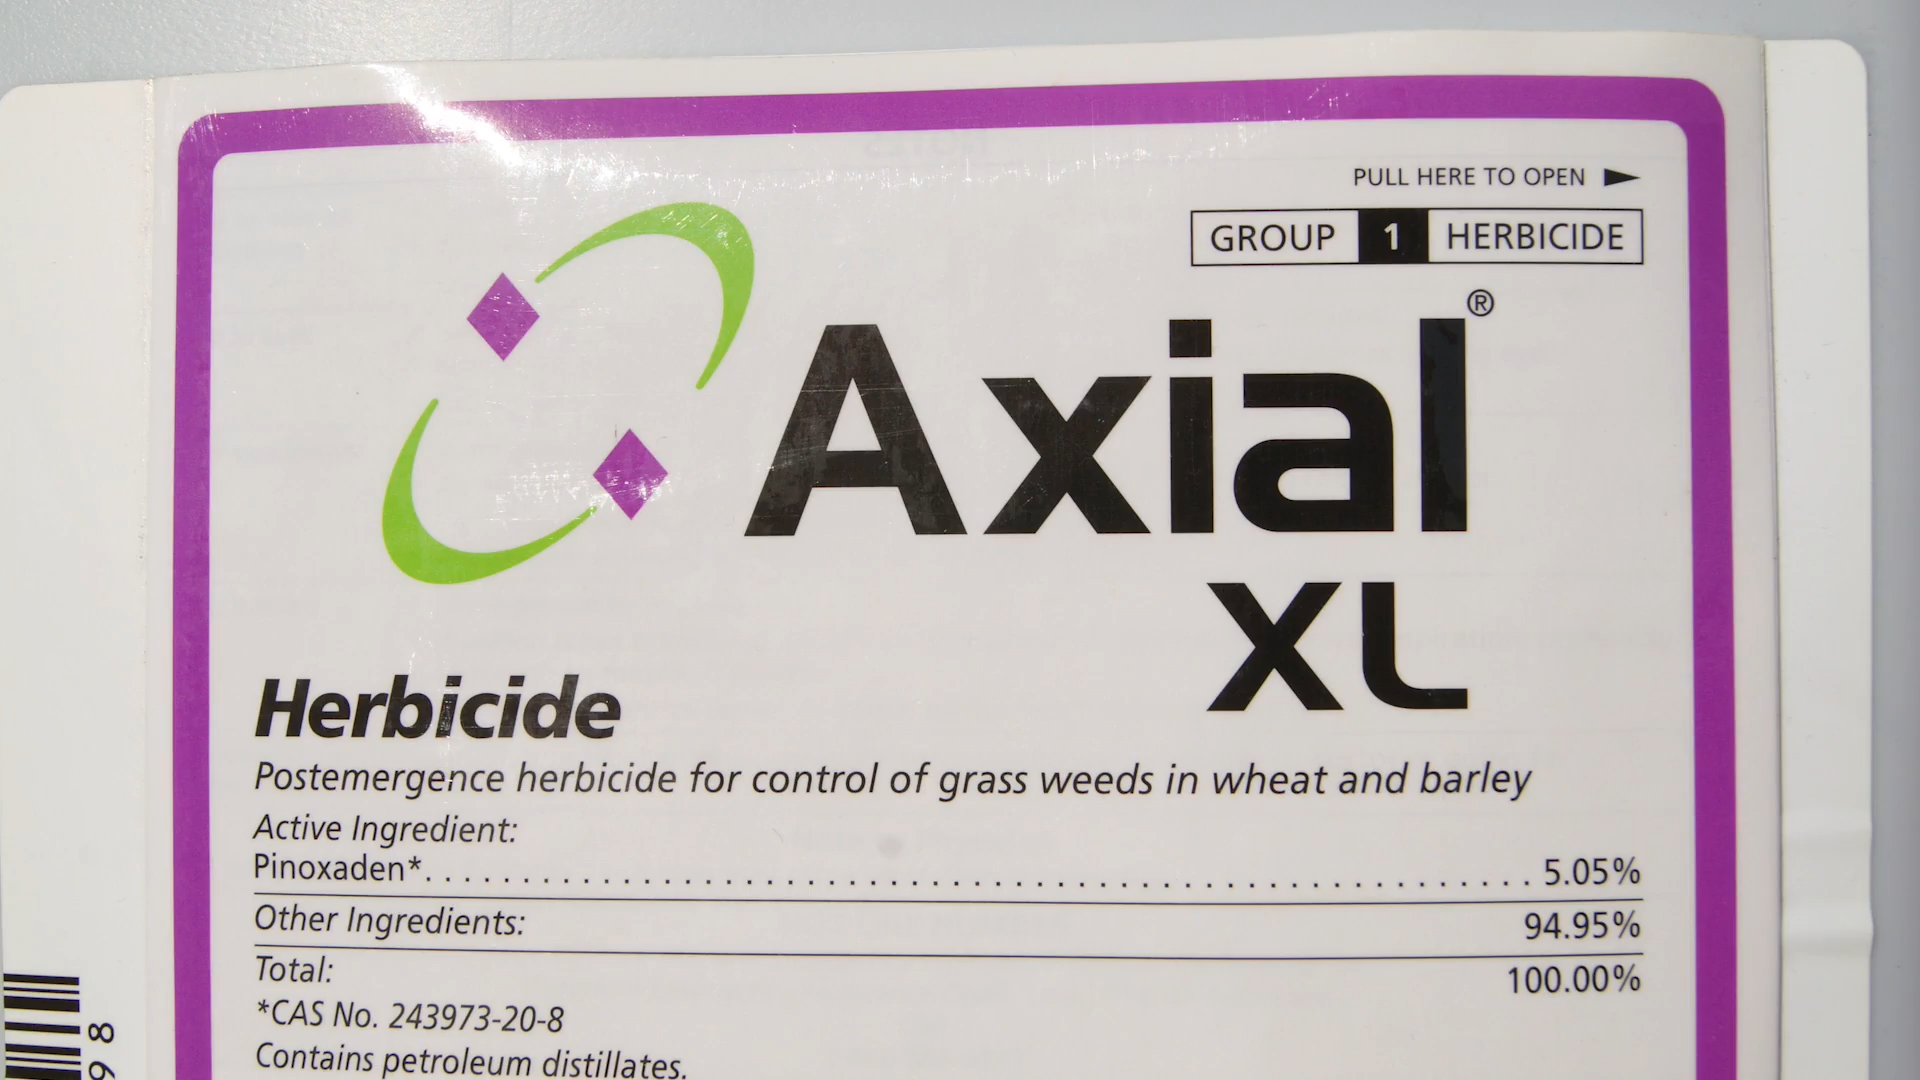 PULL HERE TO OPEN
GROUP 1 HERBICIDE
Axial®
XL
Herbicide
Postemergence herbicide for control of grass weeds in wheat and barley
Active Ingredient:
Pinoxaden*. . . . . . . . . . . . . . . . . . . . . . . . . . . . . . . . . . . . . . . . . . . . . . . . . . 5.05%
Other Ingredients: 94.95%
Total: 100.00%
*CAS No. 243973-20-8
Contains petroleum distillates.
98